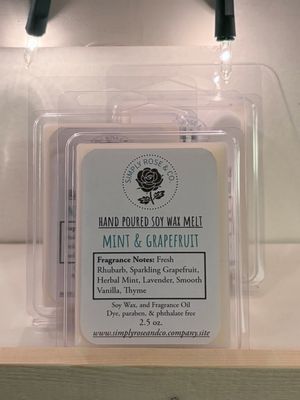 SIMPLY ROSE & CO
HAND POURED SOY WAX MELT
MINT & GRAPEFRUIT
Fragrance Notes: Fresh
Rhubarb, Sparkling Grapefruit,
Herbal Mint, Lavender, Smooth
Vanilla, Thyme
Soy Wax, and Fragrance Oil
Dye, paraben, & phthalate free
2.5 oz.
www.simplyroseandco.company.site